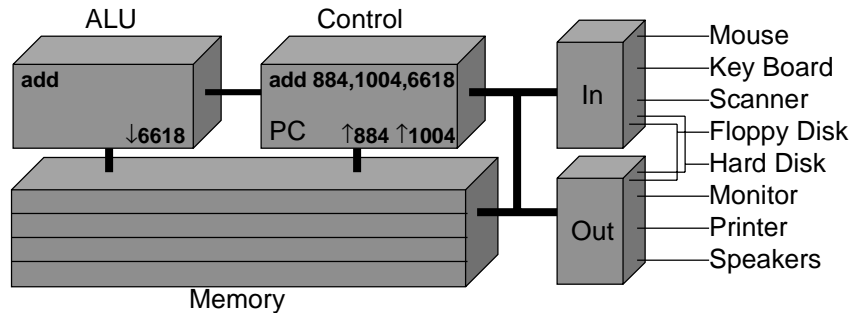 ALU
Control
add
↓6618
add 884,1004,6618
PC ↑884 ↑1004
In
Out
Mouse
Key Board
Scanner
Floppy Disk
Hard Disk
Monitor
Printer
Speakers
Memory